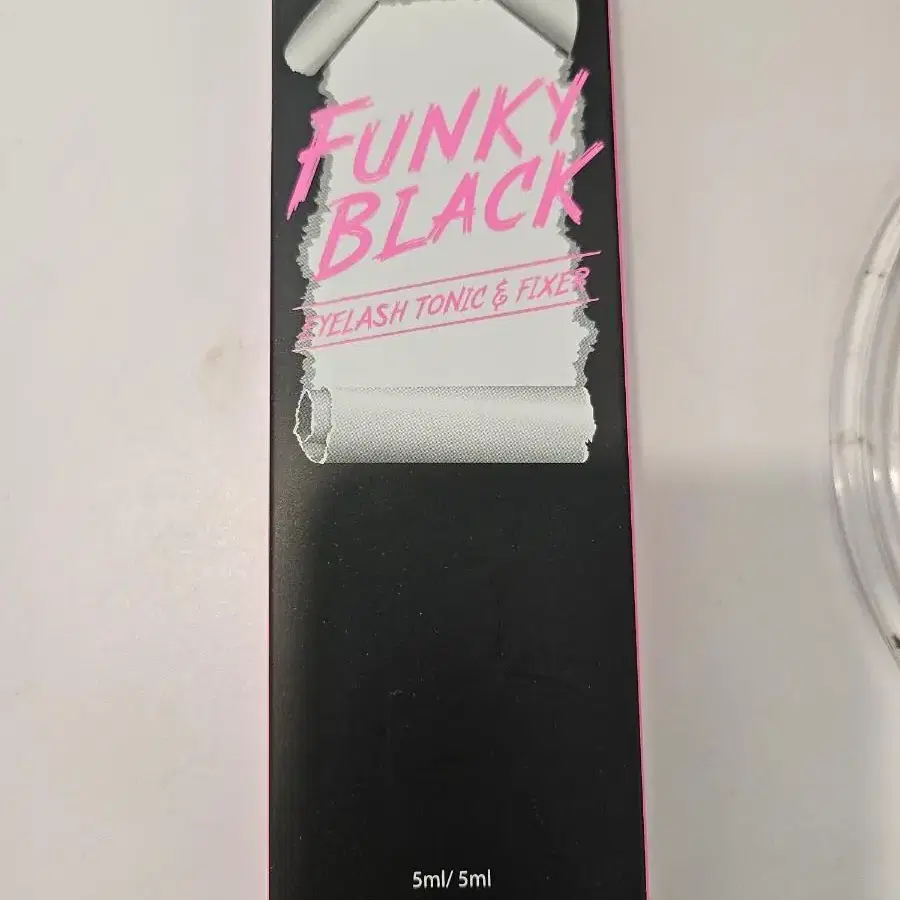 FUNKY
BLACK
EYELASH TONIC & FIXER
5ml/ 5ml